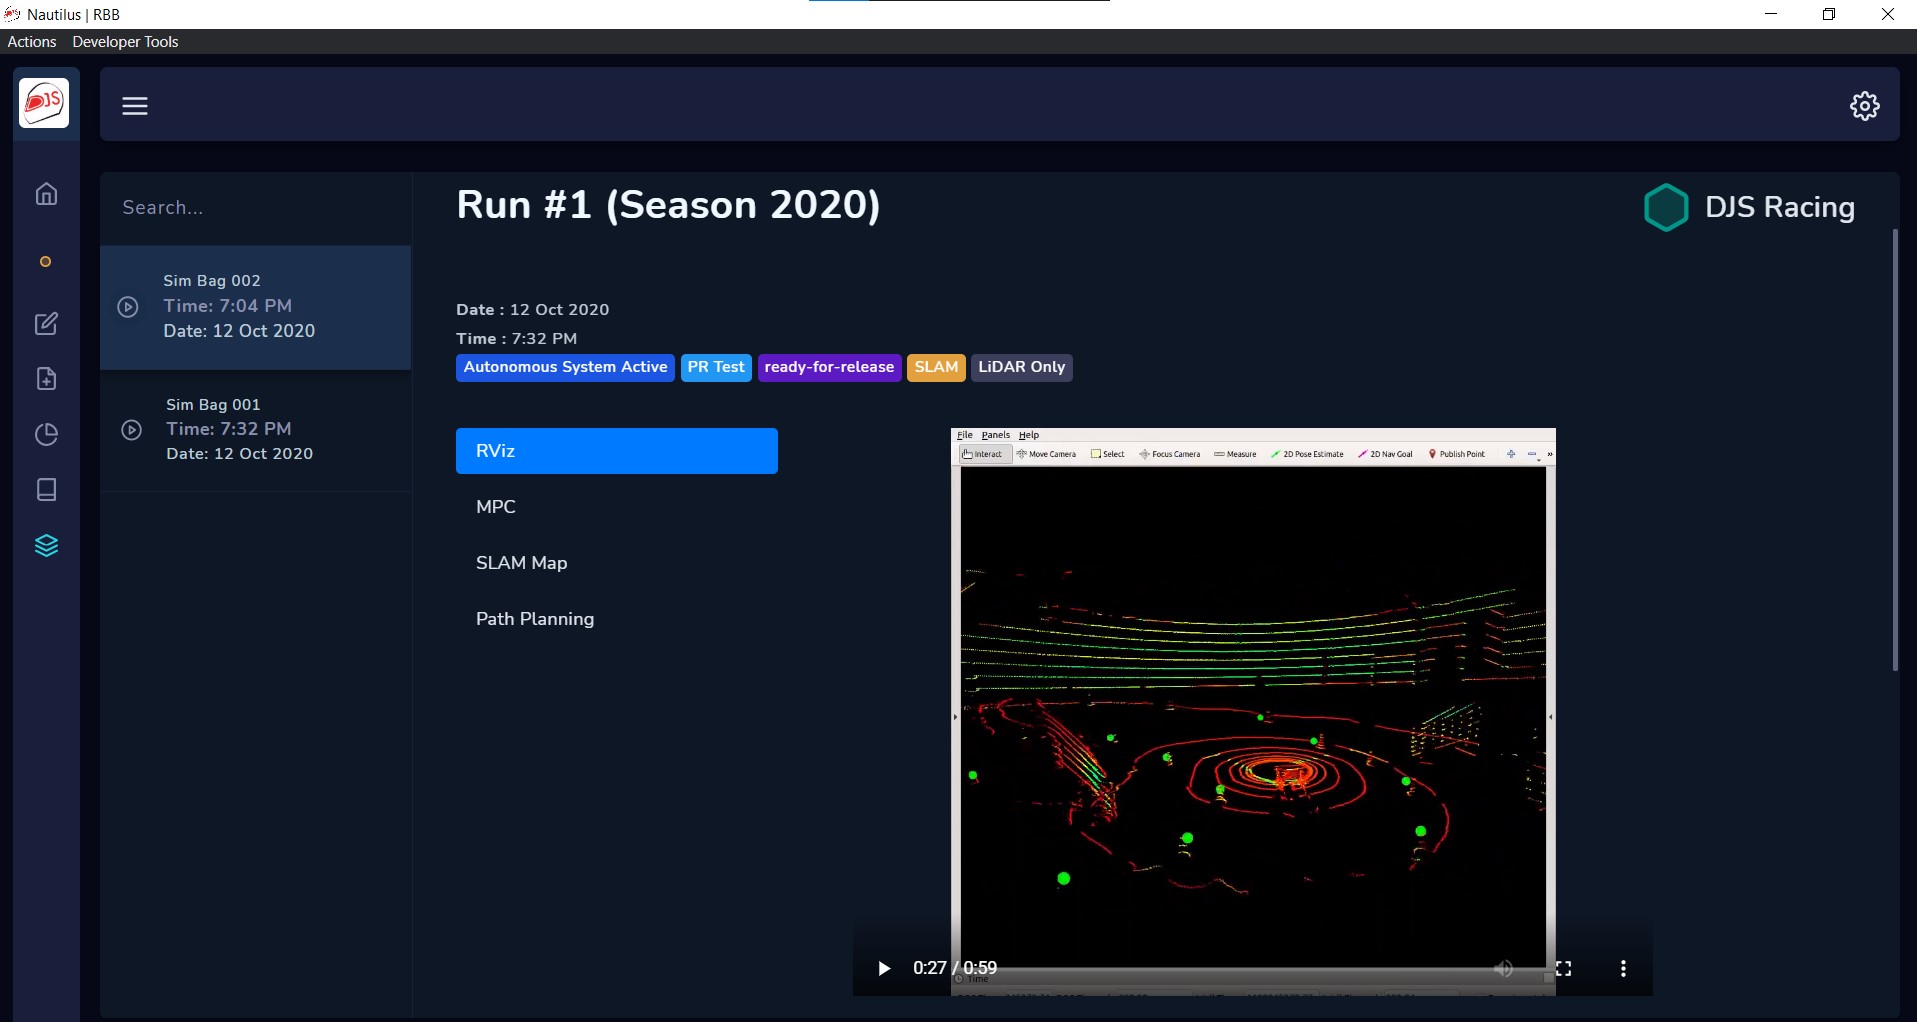 Nautilus | RBB
Actions Developer Tools
DJS
Search...
Run #1 (Season 2020)
DJS Racing
Sim Bag 002
Time: 7:04 PM
Date: 12 Oct 2020
Sim Bag 001
Time: 7:32 PM
Date: 12 Oct 2020
Date : 12 Oct 2020
Time : 7:32 PM
Autonomous System Active PR Test ready-for-release SLAM LiDAR Only
RViz
MPC
SLAM Map
Path Planning
File Panels Help
Interact Move Camera Select Focus Camera Measure 2D Pose Estimate 2D Nav Goal Publish Point
0:27 / 0:59
Time